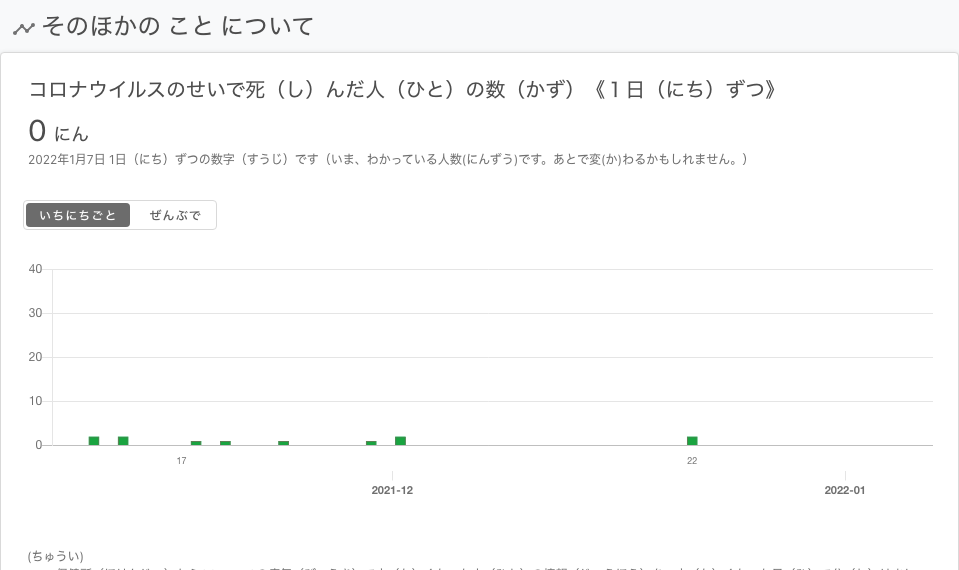 そのほかの こと について
コロナウイルスのせいで死（し）んだ人（ひと）の数（かず）《１日（にち）ずつ》
0 にん
2022年1月7日 1日（にち）ずつの数字（すうじ）です（いま、わかっている人数(にんずう)です。あとで変(か)わるかもしれません。）
いちにちごと ぜんぶで
40
30
20
10
0
17 22
2021-12 2022-01
(ちゅうい)